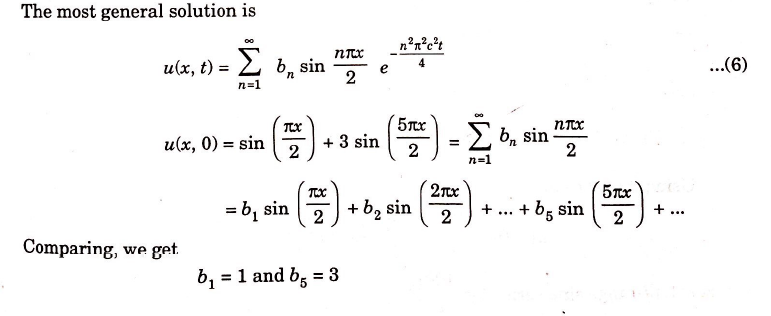 The most general solution is
u(x, t) = ∑_{n=1}^{∞} b_n sin nπx/2 e^{-n²π²c²t/4} ...(6)
u(x, 0) = sin (πx/2) + 3 sin (5πx/2) = ∑_{n=1}^{∞} b_n sin nπx/2
= b_1 sin (πx/2) + b_2 sin (2πx/2) + ... + b_5 sin (5πx/2) + ...
Comparing, we get
b_1 = 1 and b_5 = 3